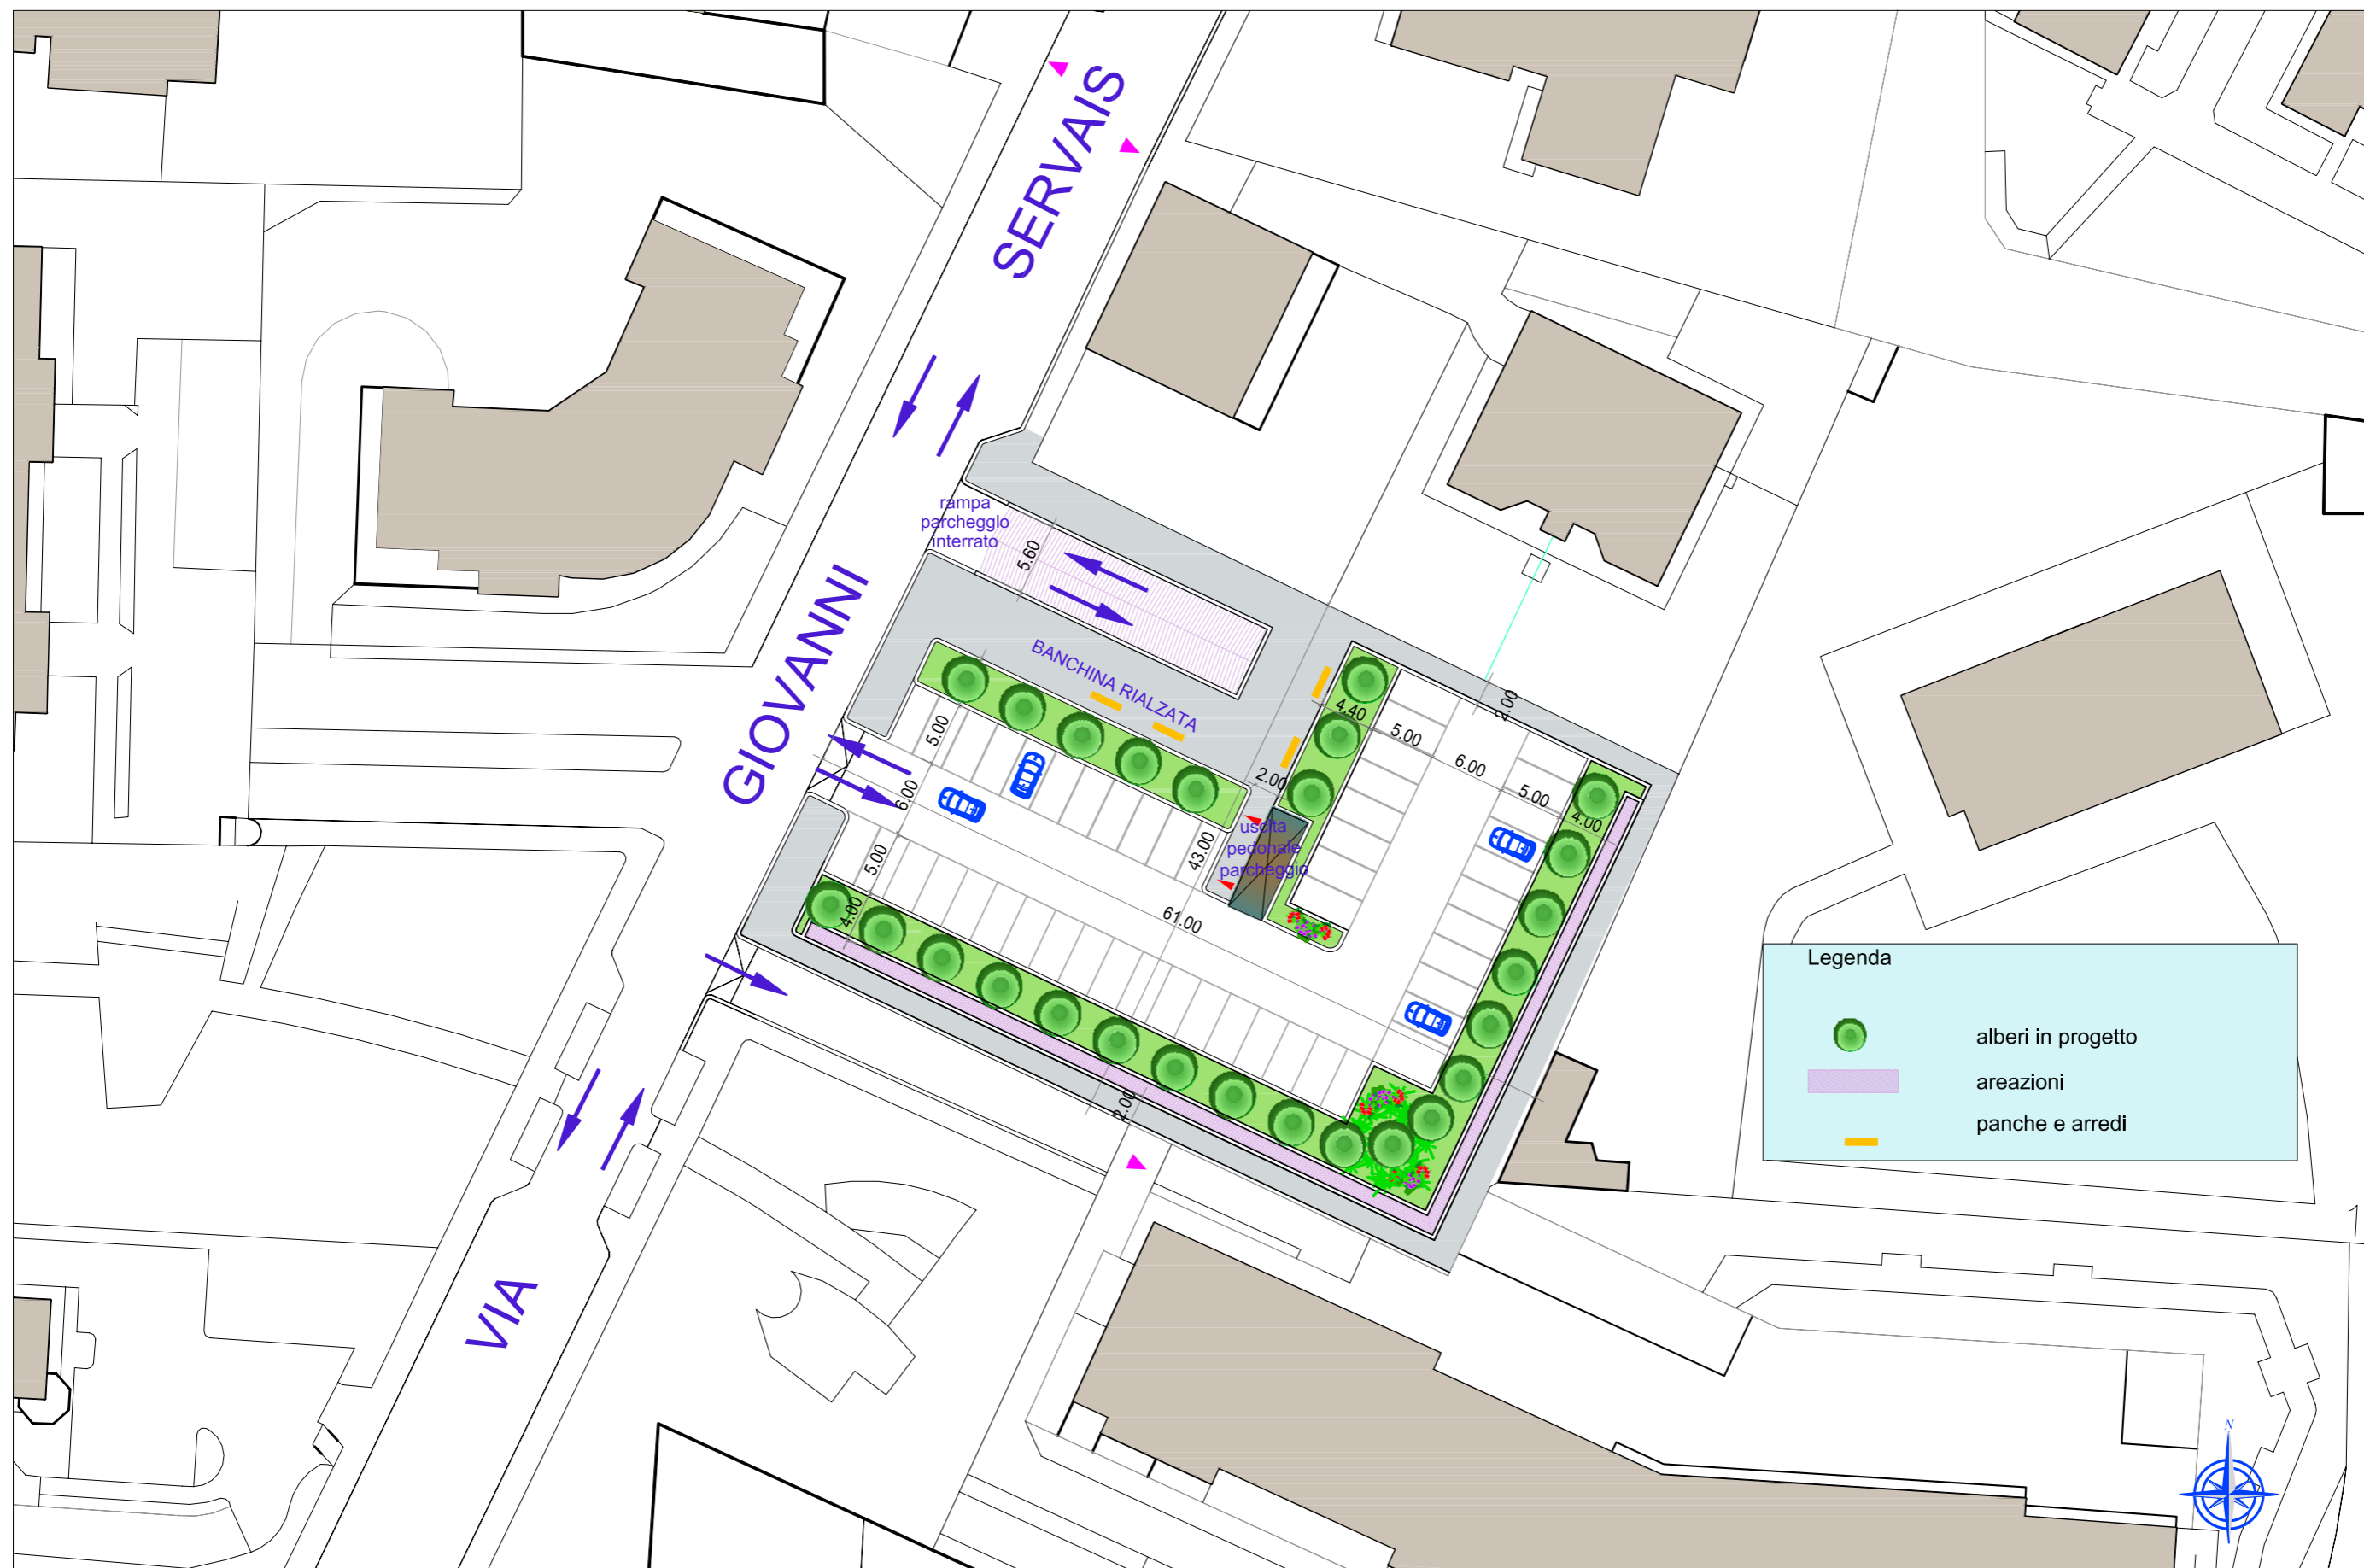 SERVAIS
GIOVANNI
VIA
rampa
parcheggio
interrato
5.60
BANCHINA RIALZATA
5.00
6.00
5.00
4.00
43.00
61.00
2.00
uscita
pedonale
parcheggio
4.40
5.00
6.00
5.00
4.00
2.00
2.00
Legenda
alberi in progetto
areazioni
panche e arredi
N